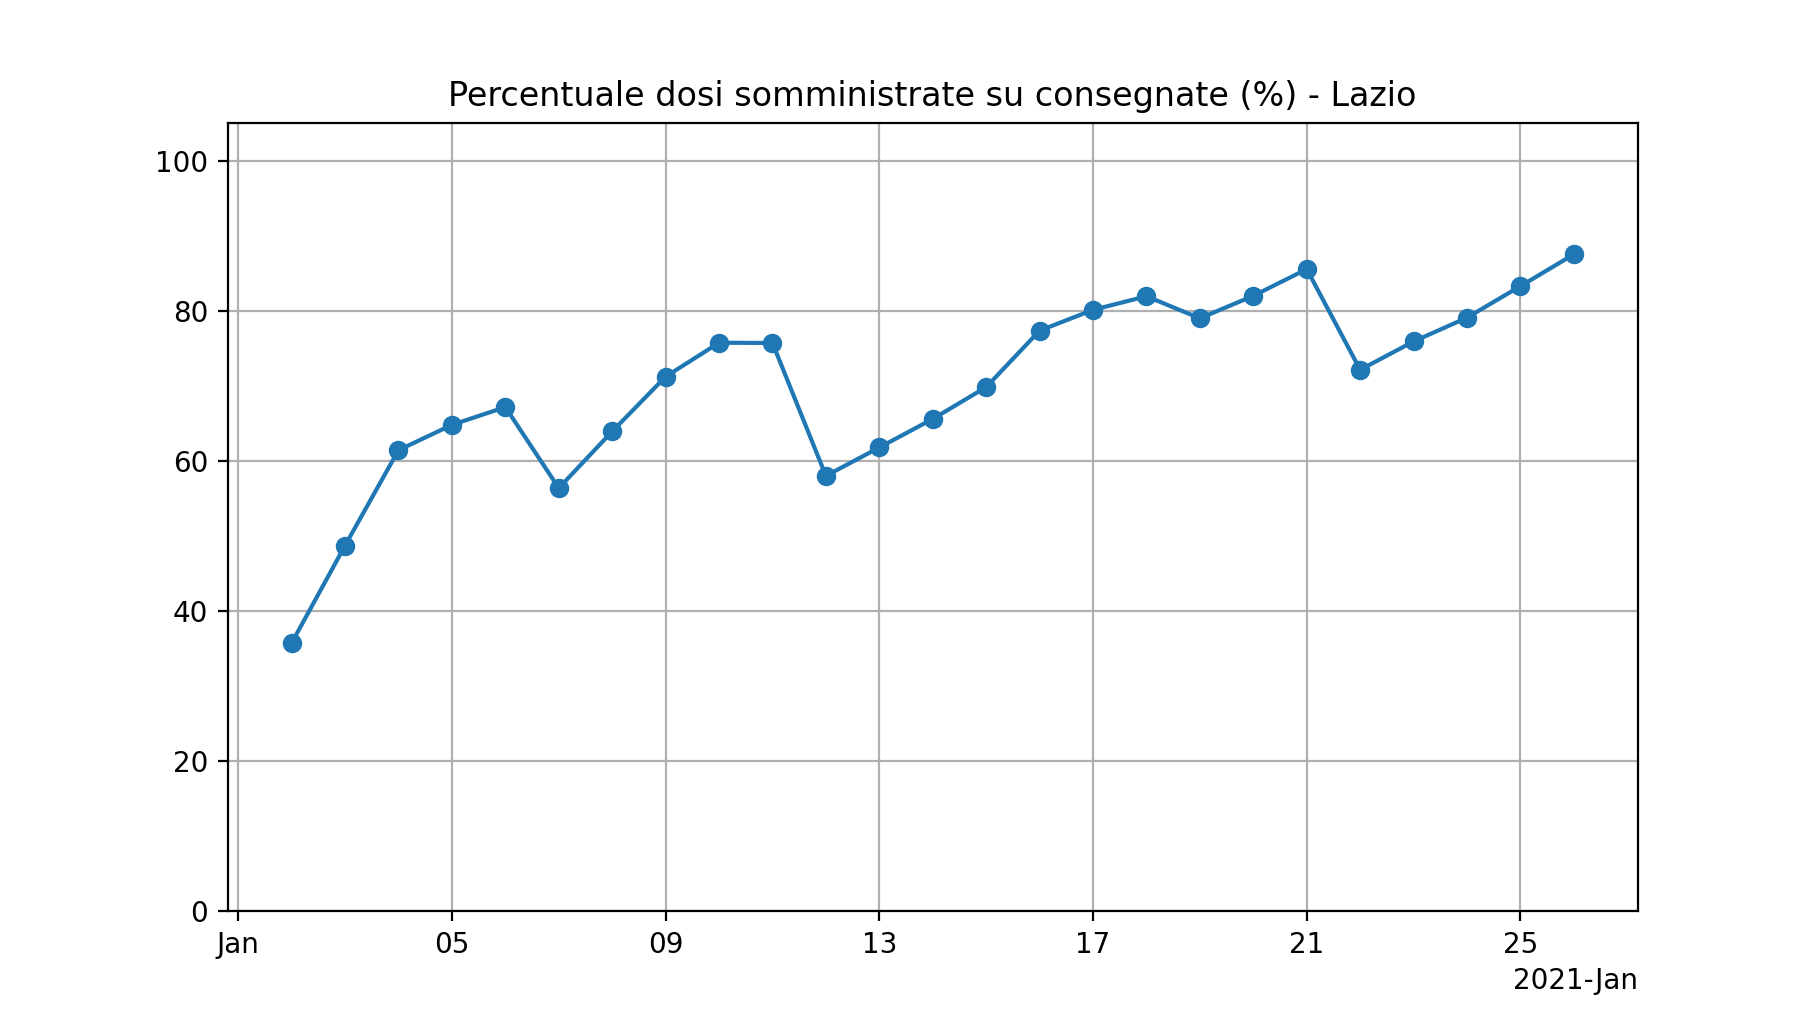 Percentuale dosi somministrate su consegnate (%) - Lazio
100
80
60
40
20
0
Jan 05 09 13 17 21 25
2021-Jan